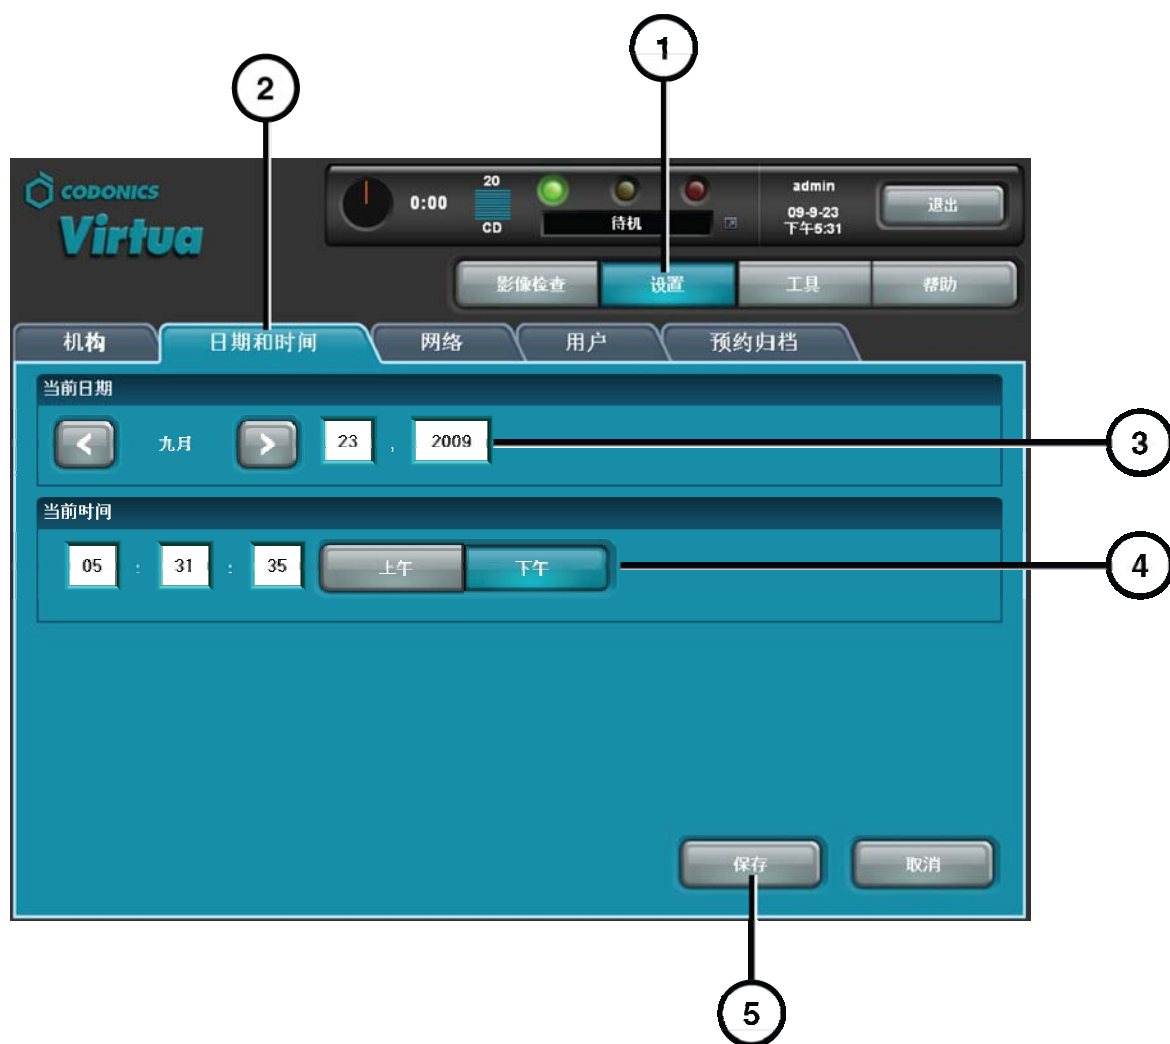 1
2
CODONICS
Virtua
0:00
20
CD
待机
admin
09-9-23
下午5:31
退出
影像检查
设置
工具
帮助
机构
日期和时间
网络
用户
预约归档
当前日期
九月
23 , 2009
3
当前时间
05 : 31 : 35
上午
下午
4
保存
取消
5